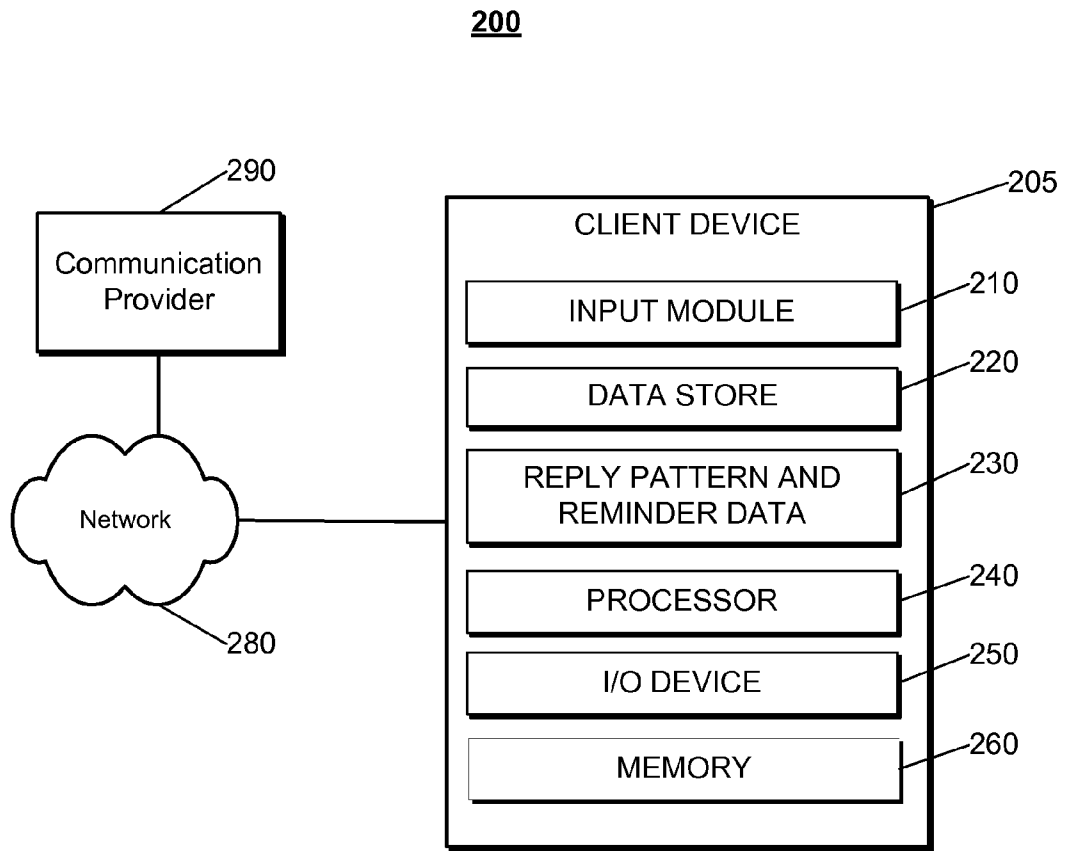 200
290
Communication
Provider
205
CLIENT DEVICE
INPUT MODULE
210
DATA STORE
220
REPLY PATTERN AND
REMINDER DATA
230
Network
280
PROCESSOR
240
I/O DEVICE
250
MEMORY
260